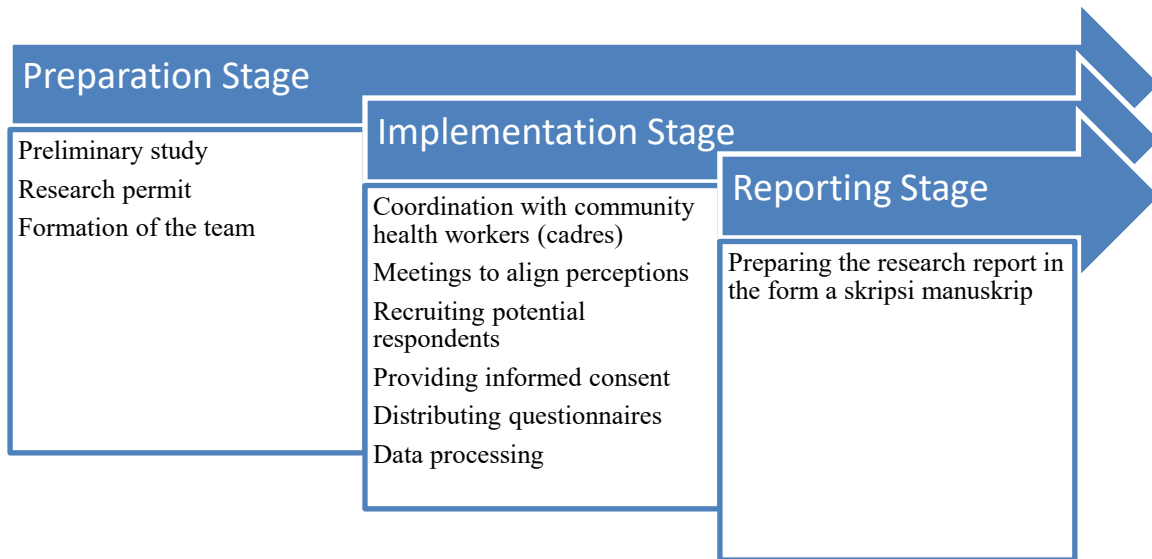 Preparation Stage
Preliminary study
Research permit
Formation of the team
Implementation Stage
Coordination with community
health workers (cadres)
Meetings to align perceptions
Recruiting potential
respondents
Providing informed consent
Distributing questionnaires
Data processing
Reporting Stage
Preparing the research report in
the form a skripsi manuskrip